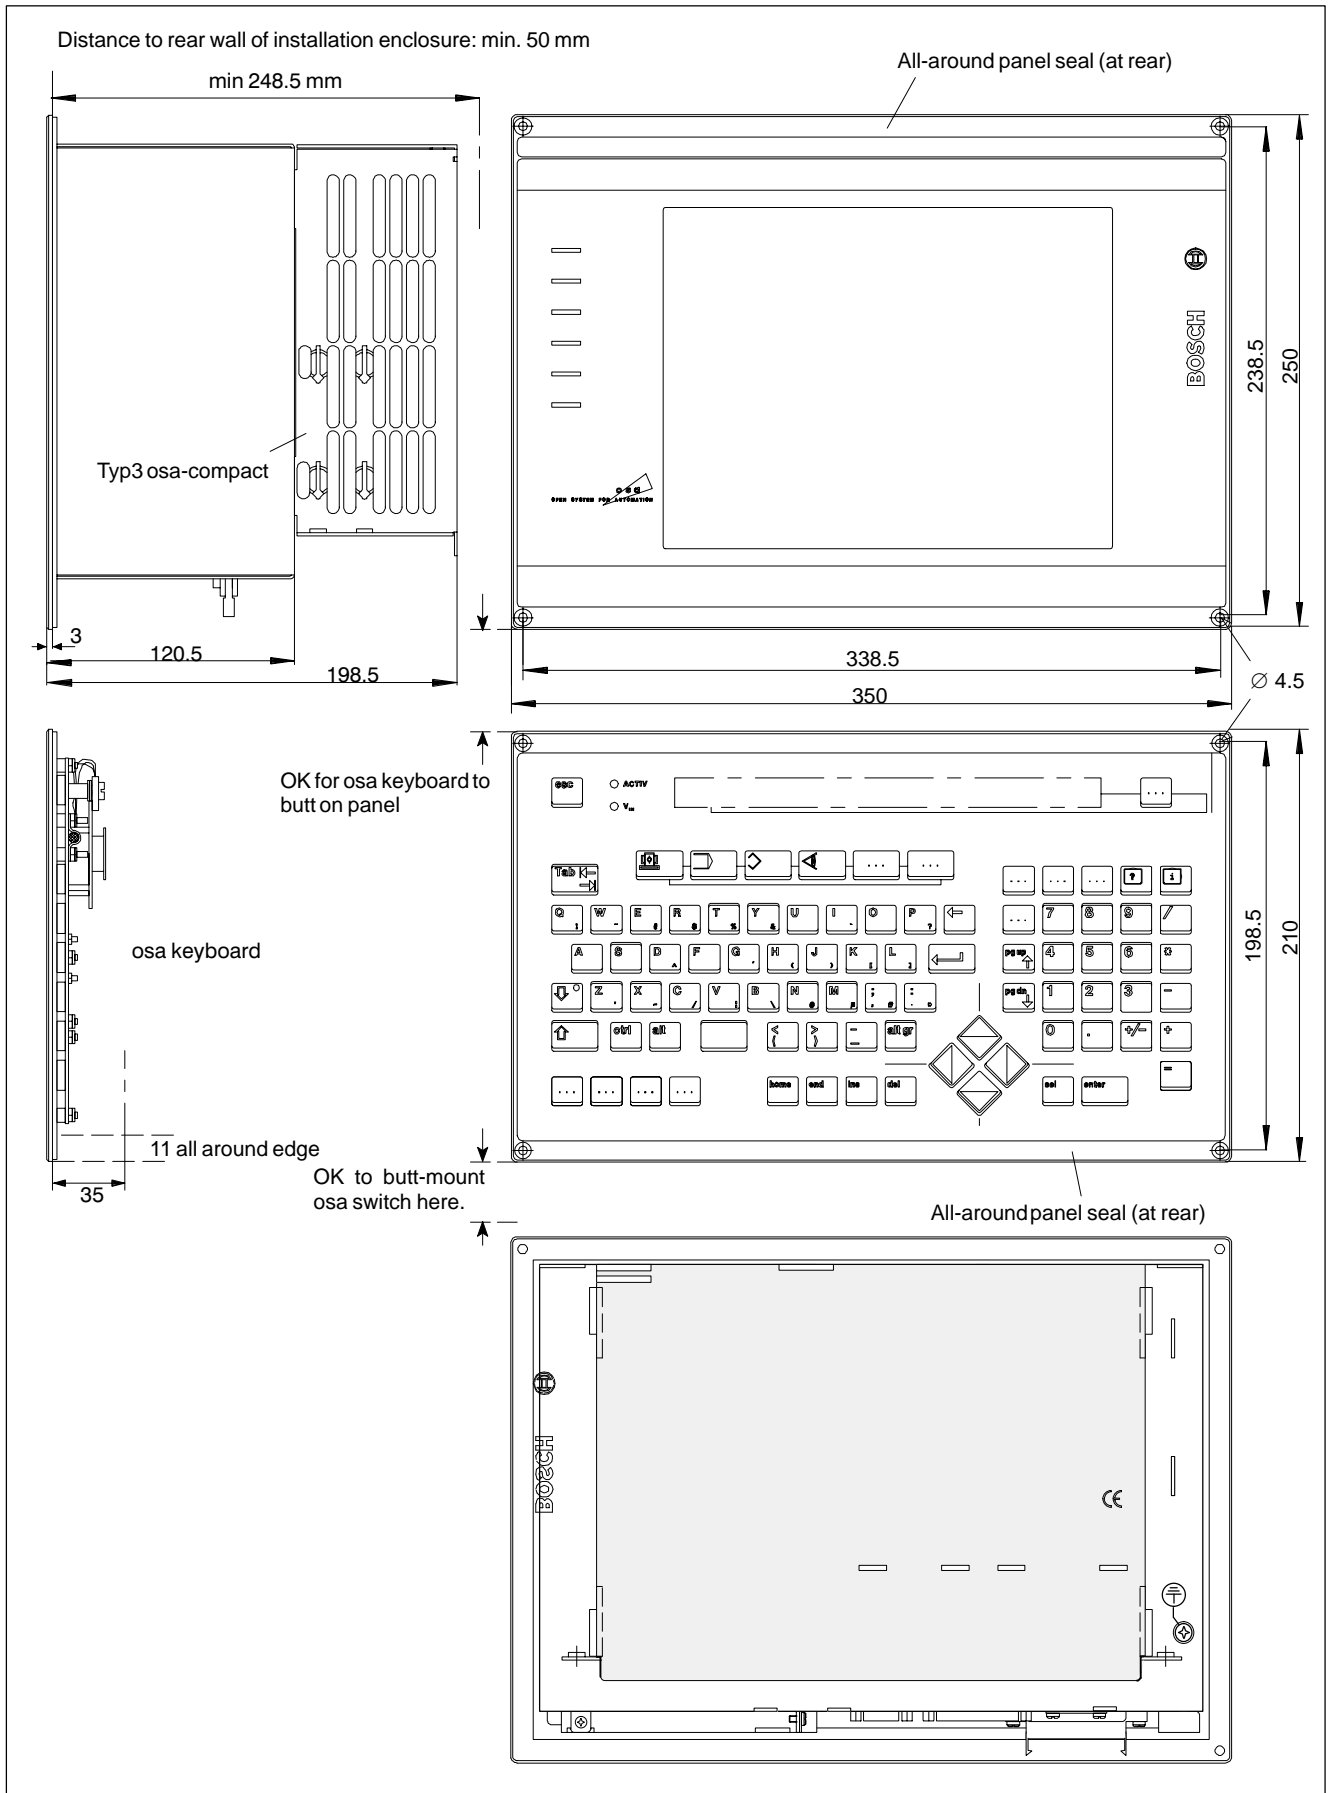 Distance to rear wall of installation enclosure: min. 50 mm
min 248.5 mm
All-around panel seal (at rear)
BOSCH
238.5
250
Typ3 osa-compact
osa
OPEN SYSTEM FOR AUTOMATION
3
120.5
198.5
338.5
350
∅ 4.5
OK for osa keyboard to
butt on panel
esc
ACTIV
...
Tab
... ...
... ... ... ? i
Q W E R T Y U I O P
... 7 8 9 /
A S D F G H J K L
pg up 4 5 6
Z X C V B N M ; :
pg dn 1 2 3 -
ctrl alt < ( > ) - _ alt gr
0 . +/- +
=
... ... ... ...
home end ins del
sel enter
198.5
210
osa keyboard
11 all around edge
35
OK to butt-mount
osa switch here.
All-around panel seal (at rear)
BOSCH
CE